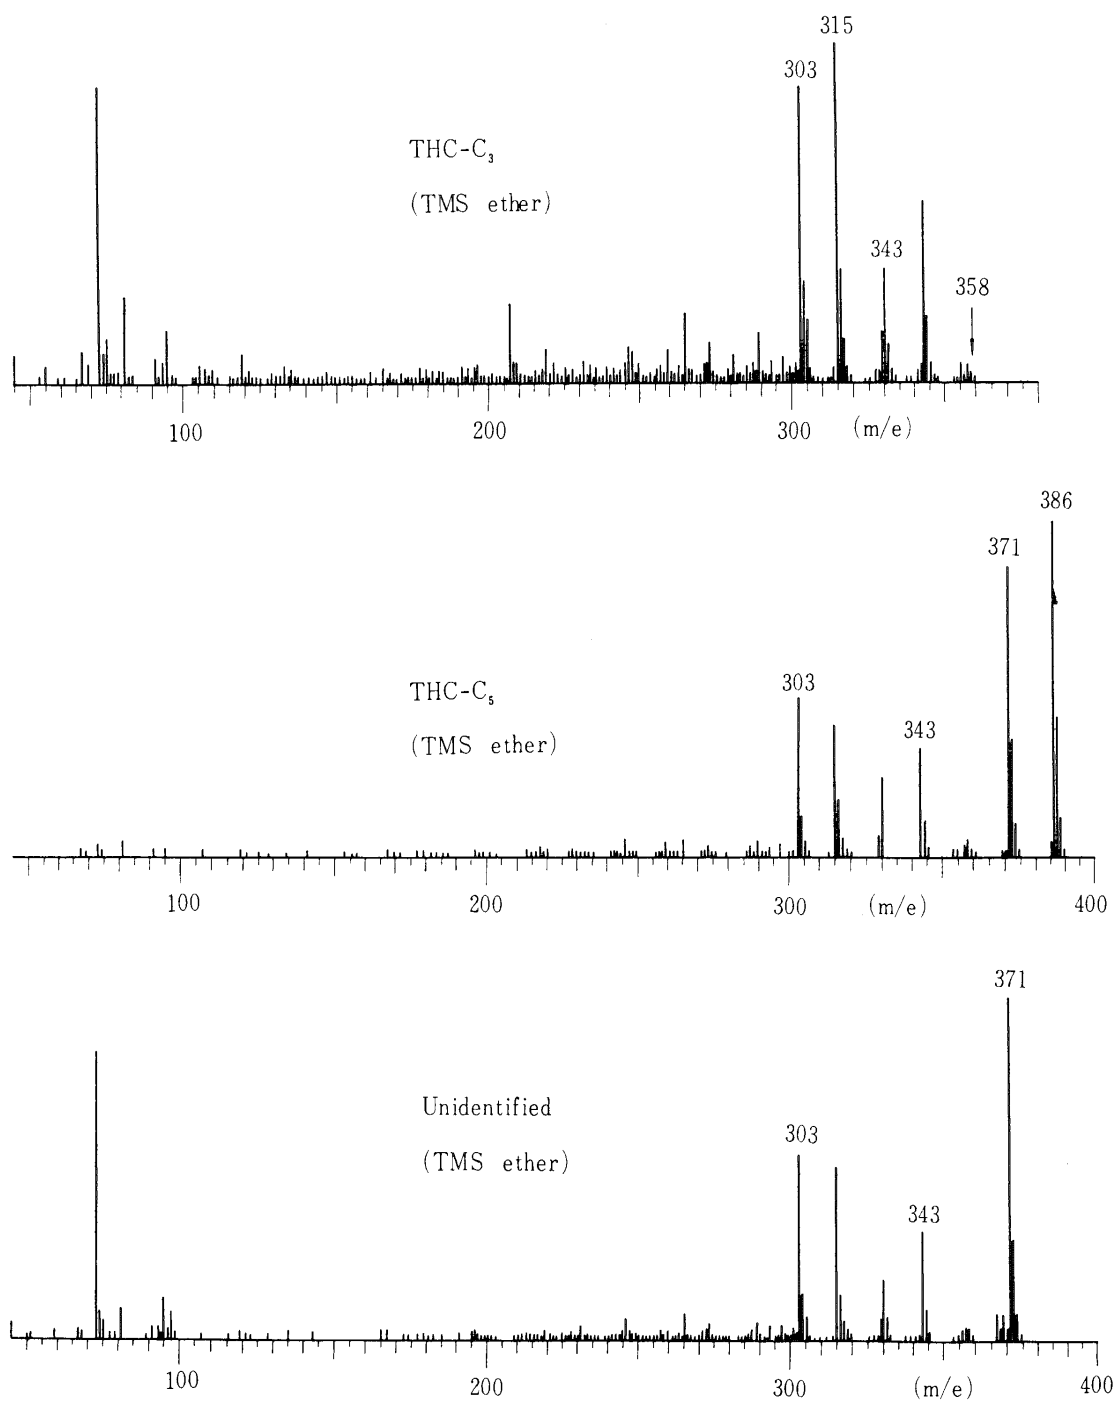 315
303
THC-C₃
(TMS ether)
343
358
100 200 300 (m/e)
386
371
THC-C₅
(TMS ether)
303
343
100 200 300 (m/e) 400
371
Unidentified
(TMS ether)
303
343
100 200 300 (m/e) 400